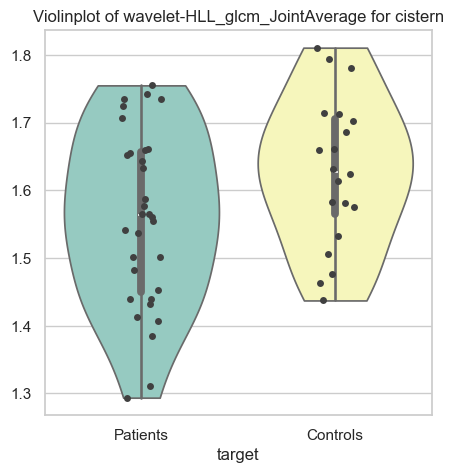 Violinplot of wavelet-HLL_glcm_JointAverage for cistern
1.8
1.7
1.6
1.5
1.4
1.3
Patients Controls
target